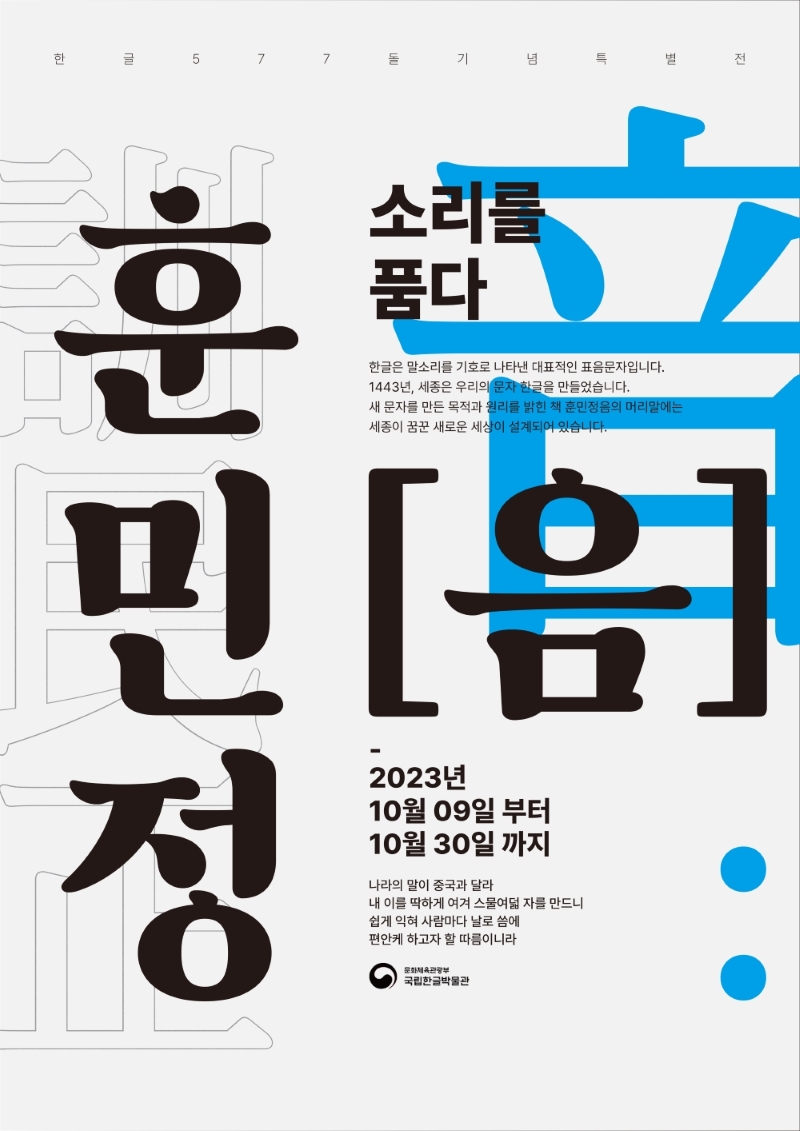 한 글 5 7 7 돌 기 념 특 별 전
訓
民
正
音
훈
민
정
[음]
소리를
품다
한글은 말소리를 기호로 나타낸 대표적인 표음문자입니다.
1443년, 세종은 우리의 문자 한글을 만들었습니다.
새 문자를 만든 목적과 원리를 밝힌 책 훈민정음의 머리말에는
세종이 꿈꾼 새로운 세상이 설계되어 있습니다.
-
2023년
10월 09일 부터
10월 30일 까지
나라의 말이 중국과 달라
내 이를 딱하게 여겨 스물여덟 자를 만드니
쉽게 익혀 사람마다 날로 씀에
편안케 하고자 할 따름이니라
문화체육관광부
국립한글박물관